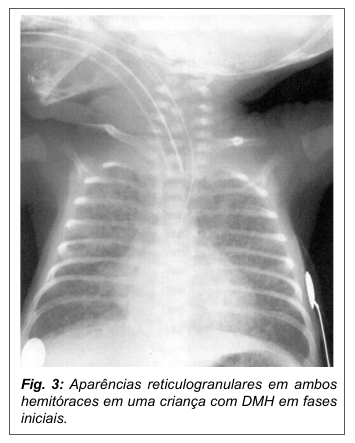 Fig. 3: Aparências reticulogranulares em ambos
hemitóraces em uma criança com DMH em fases
iniciais.